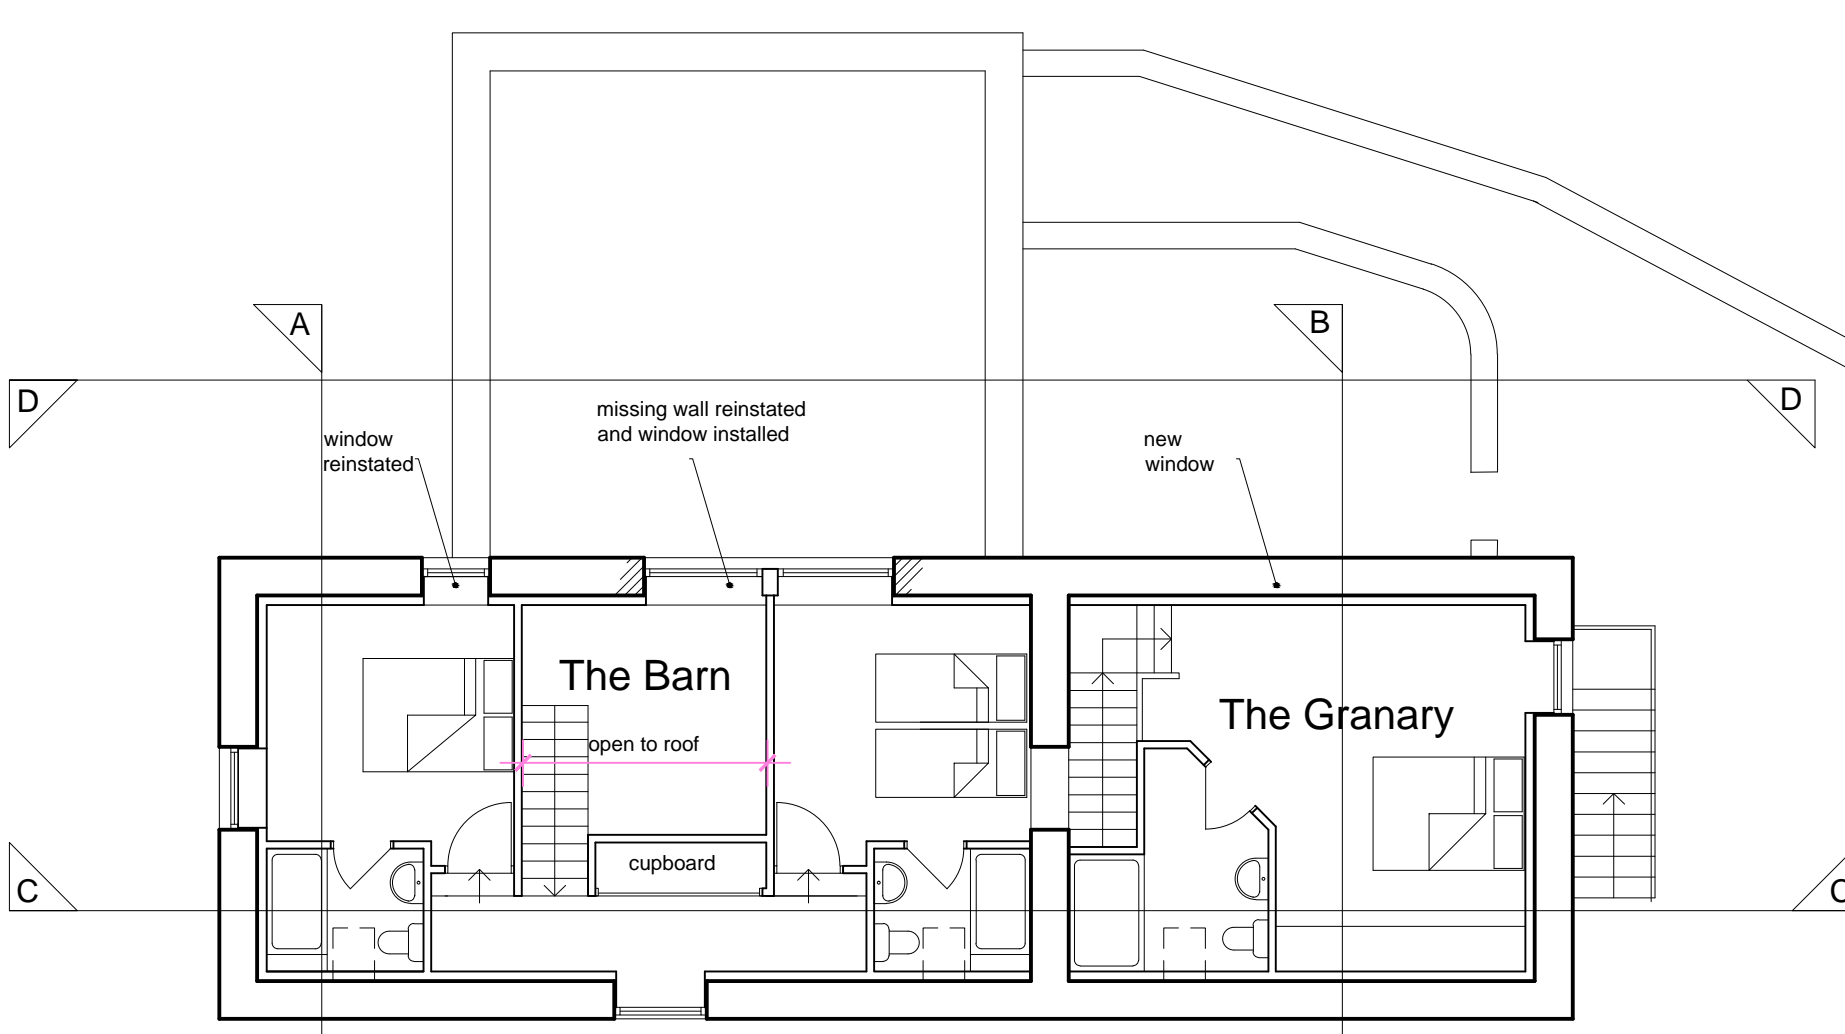 A
B
D
D
missing wall reinstated
and window installed
window
reinstated
new
window
The Barn
The Granary
open to roof
cupboard
C
C